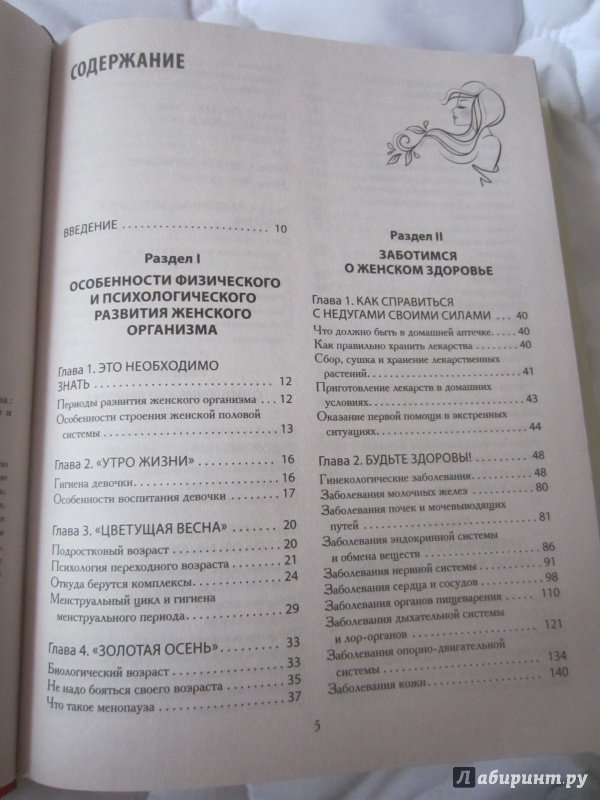 СОДЕРЖАНИЕ
ВВЕДЕНИЕ 10
Раздел I
ОСОБЕННОСТИ ФИЗИЧЕСКОГО
И ПСИХОЛОГИЧЕСКОГО
РАЗВИТИЯ ЖЕНСКОГО
ОРГАНИЗМА
Глава 1. ЭТО НЕОБХОДИМО
ЗНАТЬ 12
Периоды развития женского организма 12
Особенности строения женской половой
системы 13
Глава 2. «УТРО ЖИЗНИ» 16
Гигиена девочки 16
Особенности воспитания девочки 17
Глава 3. «ЦВЕТУЩАЯ ВЕСНА» 20
Подростковый возраст 20
Психология переходного возраста 21
Откуда берутся комплексы 24
Менструальный цикл и гигиена
менструального периода 29
Глава 4. «ЗОЛОТАЯ ОСЕНЬ» 33
Биологический возраст 33
Не надо бояться своего возраста 35
Что такое менопауза 37
Раздел II
ЗАБОТИМСЯ
О ЖЕНСКОМ ЗДОРОВЬЕ
Глава 1. КАК СПРАВИТЬСЯ
С НЕДУГАМИ СВОИМИ СИЛАМИ 40
Что должно быть в домашней аптечке 40
Как правильно хранить лекарства 40
Сбор, сушка и хранение лекарственных
растений 41
Приготовление лекарств в домашних
условиях 43
Оказание первой помощи в экстренных
ситуациях 44
Глава 2. БУДЬТЕ ЗДОРОВЫ! 48
Гинекологические заболевания 48
Заболевания молочных желез 80
Заболевания почек и мочевыводящих
путей 81
Заболевания эндокринной системы
и обмена веществ 86
Заболевания нервной системы 91
Заболевания сердца и сосудов 98
Заболевания органов пищеварения 110
Заболевания дыхательной системы
и лор-органов 121
Заболевания опорно-двигательной
системы 134
Заболевания кожи 140
5
Лабиринт.ру